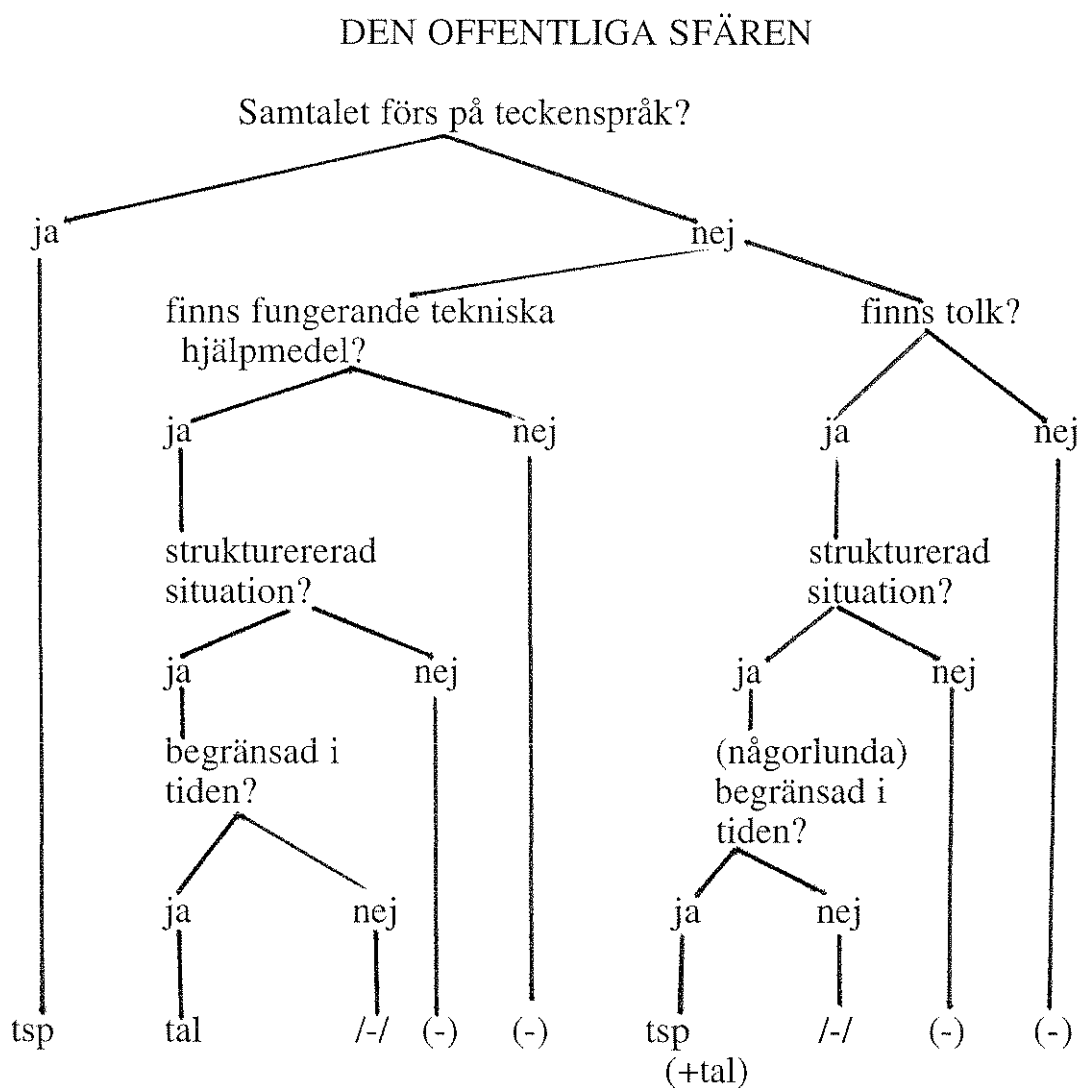 DEN OFFENTLIGA SFÄREN
Samtalet förs på teckenspråk?
ja
nej
finns fungerande tekniska
hjälpmedel?
finns tolk?
ja
nej
ja
nej
strukturererad
situation?
strukturerad
situation?
ja
nej
ja
nej
begränsad i
tiden?
(någorlunda)
begränsad i
tiden?
ja
nej
ja
nej
tsp
tal
/-/
(-)
(-)
tsp
(+tal)
/-/
(-)
(-)